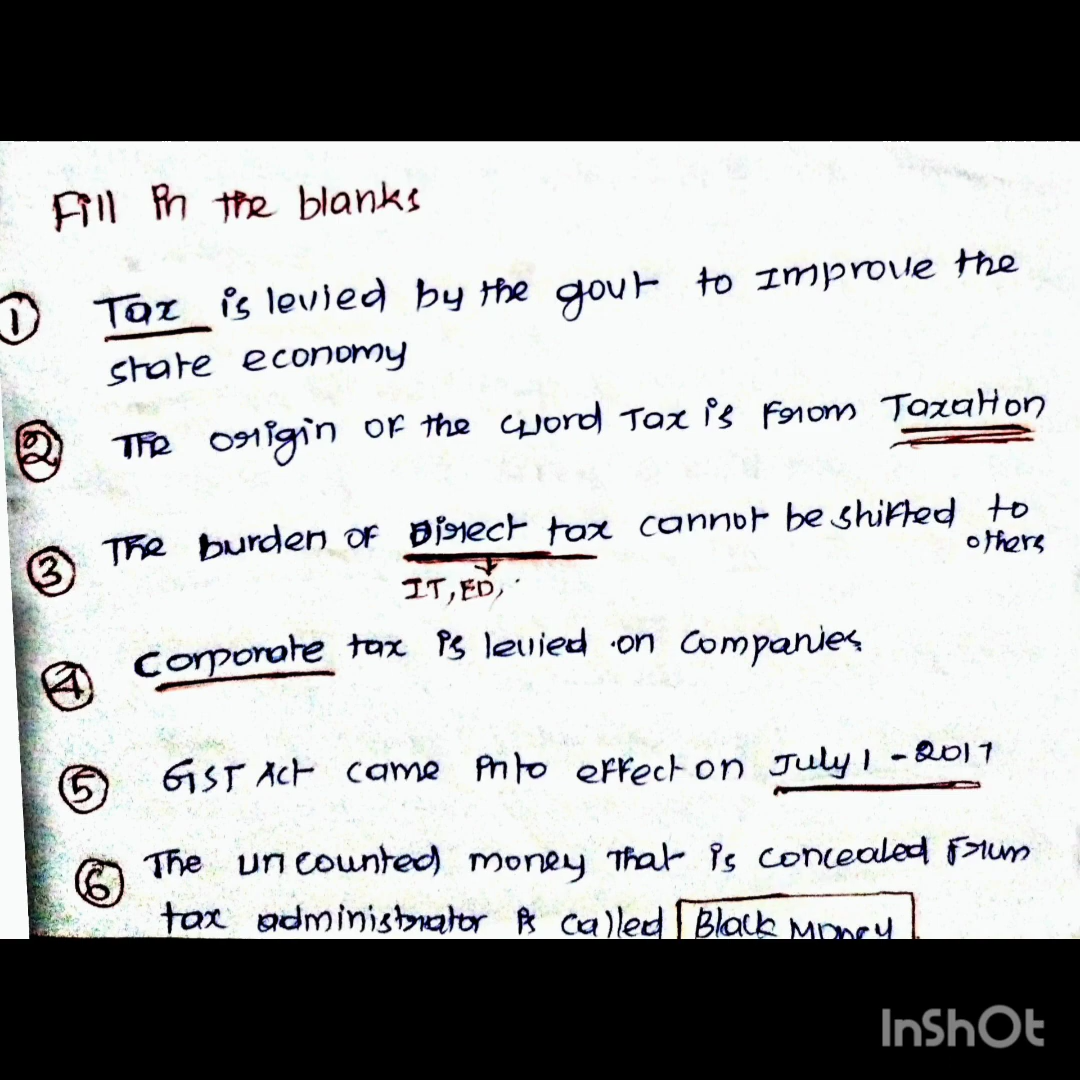 Fill in the blanks
① Tax is levied by the govt to Improve the
state economy
② The origin of the word Tax is From Taxation
③ The burden of Direct tax cannot be shifted to
others
IT, ED,
④ Corporate tax is levied on Companies
⑤ GST Act came into effect on July 1 - 2017
⑥ The un counted money That is concealed From
tax administrator is called Black Money
InShOt